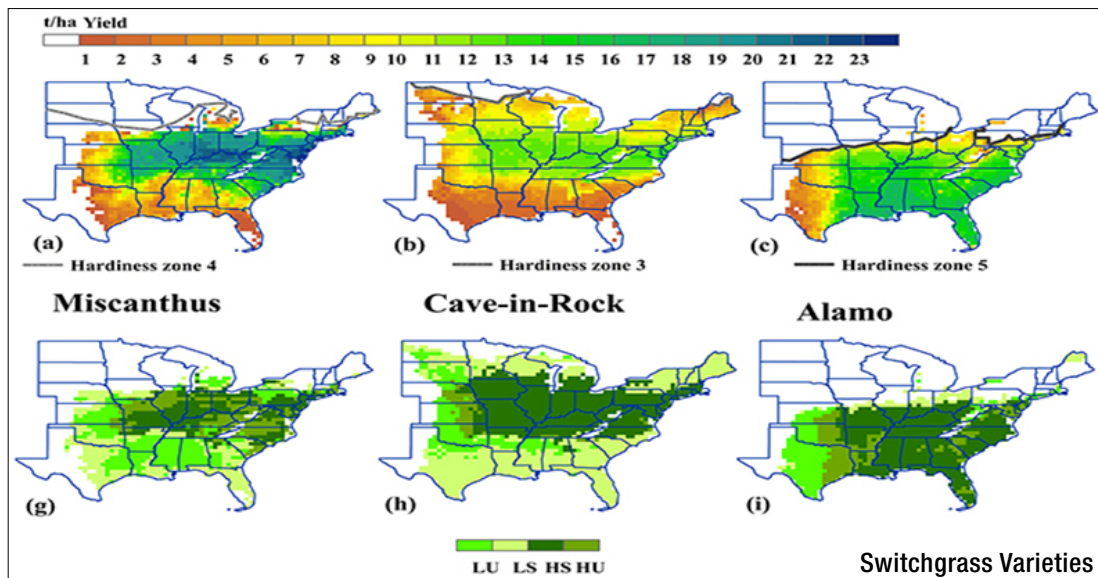 t/ha Yield
1 2 3 4 5 6 7 8 9 10 11 12 13 14 15 16 17 18 19 20 21 22 23
(a) (b) (c)
Hardiness zone 4 Hardiness zone 3 Hardiness zone 5
Miscanthus Cave-in-Rock Alamo
(g) (h) (i)
LU LS HS HU
Switchgrass Varieties